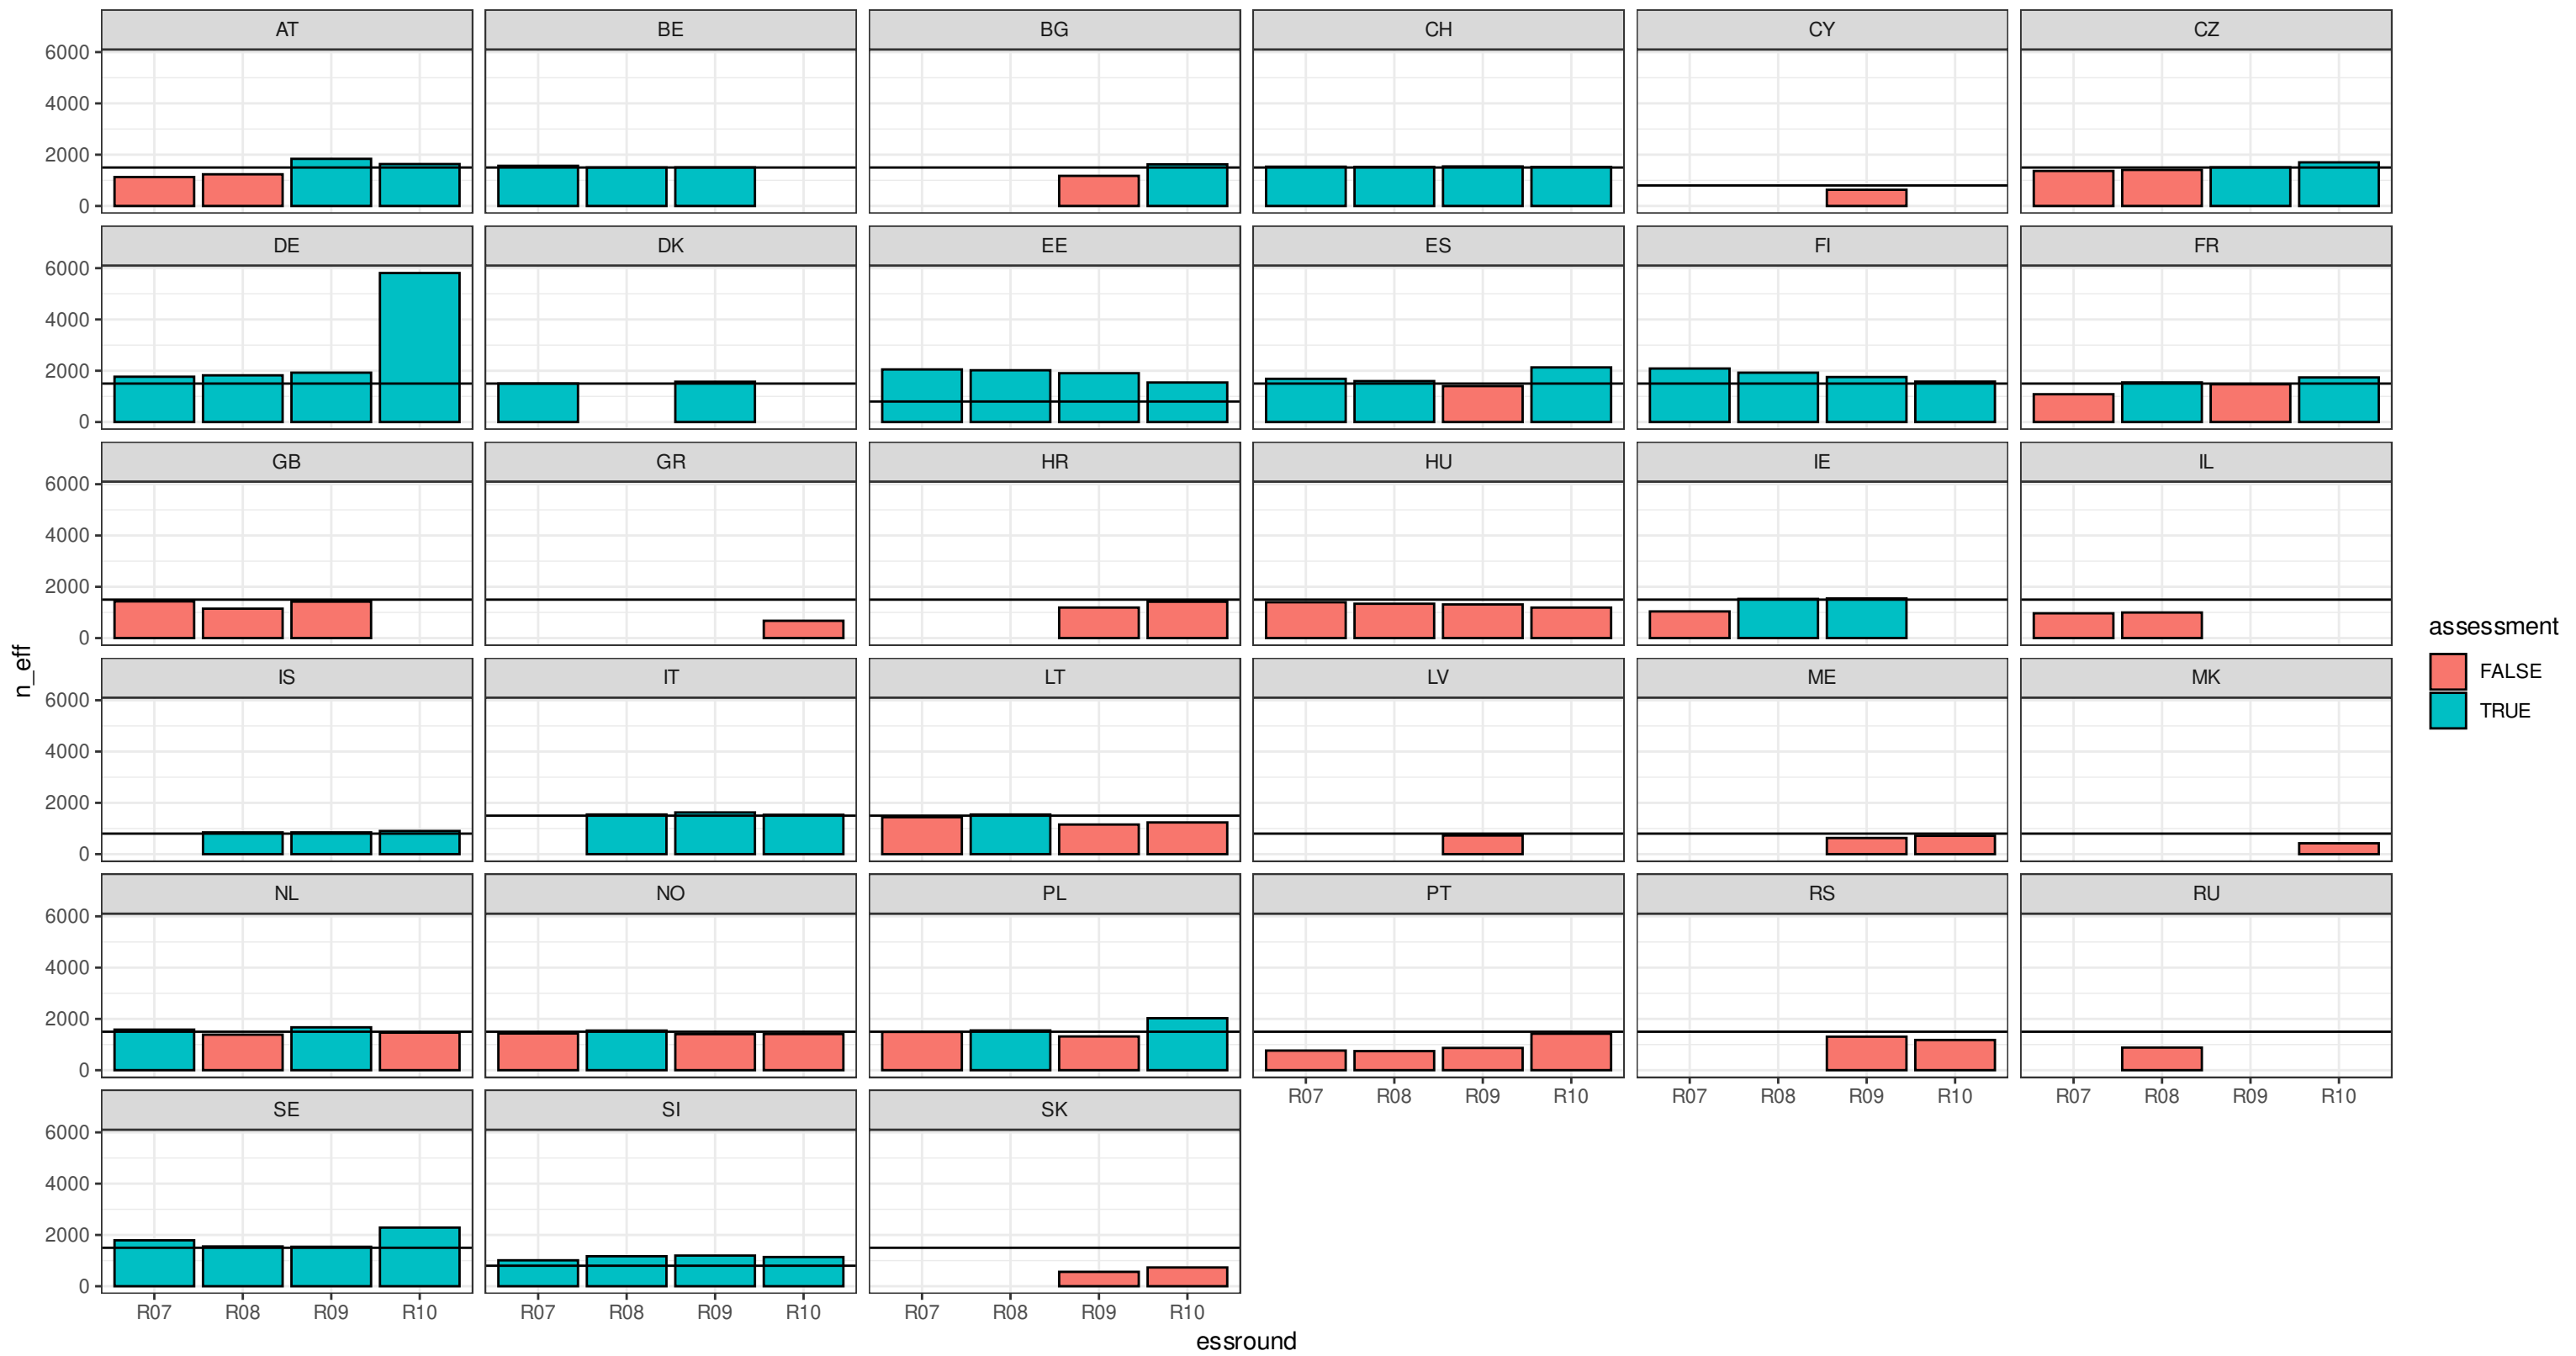 AT BE BG CH CY CZ
6000
4000
2000
0
DE DK EE ES FI FR
6000
4000
2000
0
GB GR HR HU IE IL
6000
4000
2000
0
IS IT LT LV ME MK
6000
4000
2000
0
NL NO PL PT RS RU
6000
4000
2000
0
R07 R08 R09 R10 R07 R08 R09 R10 R07 R08 R09 R10
SE SI SK
6000
4000
2000
0
R07 R08 R09 R10 R07 R08 R09 R10 R07 R08 R09 R10
essround
n_eff
assessment
FALSE
TRUE